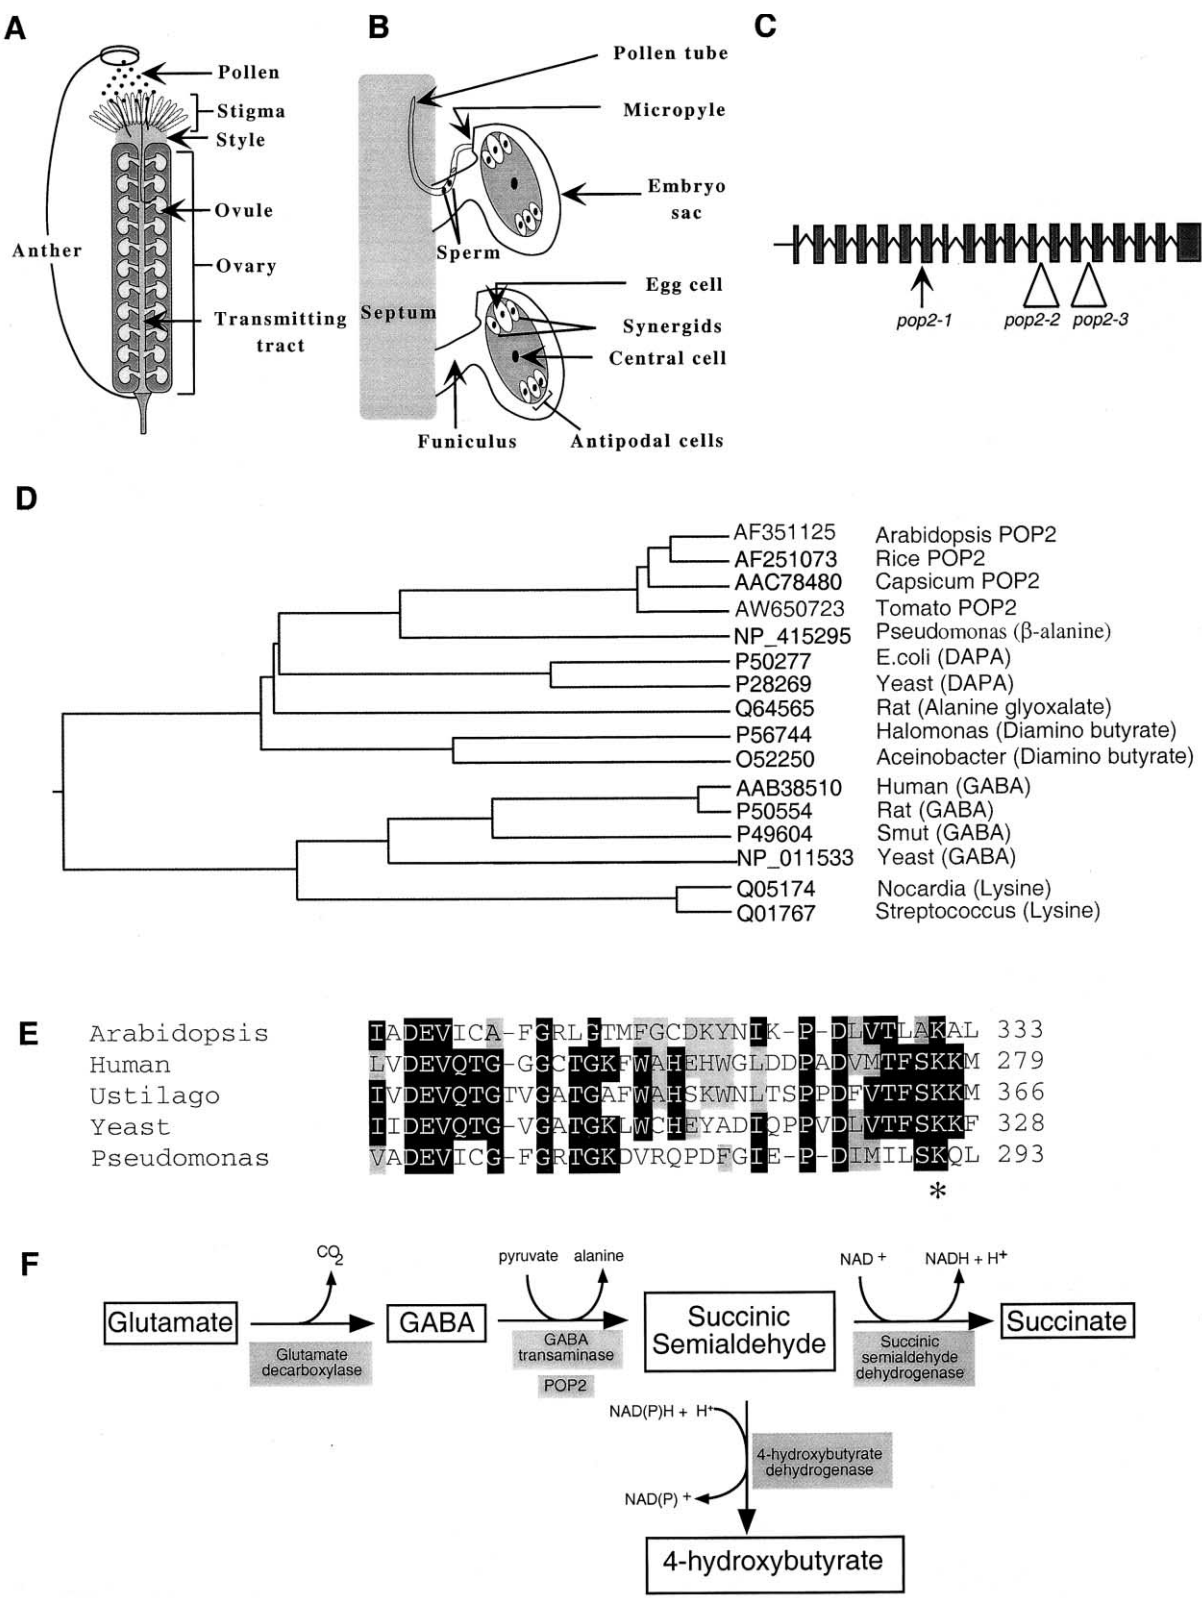 A
Pollen
Stigma
Style
Ovule
Anther
Ovary
Transmitting
tract
B
Pollen tube
Micropyle
Embryo
sac
Sperm
Egg cell
Septum
Synergids
Central cell
Funiculus
Antipodal cells
C
pop2-1
pop2-2
pop2-3
D
AF351125 Arabidopsis POP2
AF251073 Rice POP2
AAC78480 Capsicum POP2
AW650723 Tomato POP2
NP_415295 Pseudomonas (β-alanine)
P50277 E.coli (DAPA)
P28269 Yeast (DAPA)
Q64565 Rat (Alanine glyoxalate)
P56744 Halomonas (Diamino butyrate)
O52250 Aceinobacter (Diamino butyrate)
AAB38510 Human (GABA)
P50554 Rat (GABA)
P49604 Smut (GABA)
NP_011533 Yeast (GABA)
Q05174 Nocardia (Lysine)
Q01767 Streptococcus (Lysine)
E
Arabidopsis IADEVICA-FGRLGTMFGCDKYNIK-P-DLVTLAKAL 333
Human LVDEVQTG-GGCTGKFWAHEHWGLDDPADVMTFSKKM 279
Ustilago IVDEVQTGTVGATGAFWAHSKWNLTSPPDFVTFSKKM 366
Yeast IIDEVQTG-VGATGKLWCHEYADIQPPVDLVTFSKKF 328
Pseudomonas VADEVICG-FGRTGKDVRQPDFGIE-P-DIMILSKQL 293
*
F
CO2
pyruvate alanine
NAD + NADH + H+
Glutamate
GABA
Succinic
Semialdehyde
Succinate
Glutamate
decarboxylase
GABA
transaminase
POP2
Succinic
semialdehyde
dehydrogenase
NAD(P)H + H+
4-hydroxybutyrate
dehydrogenase
NAD(P) +
4-hydroxybutyrate